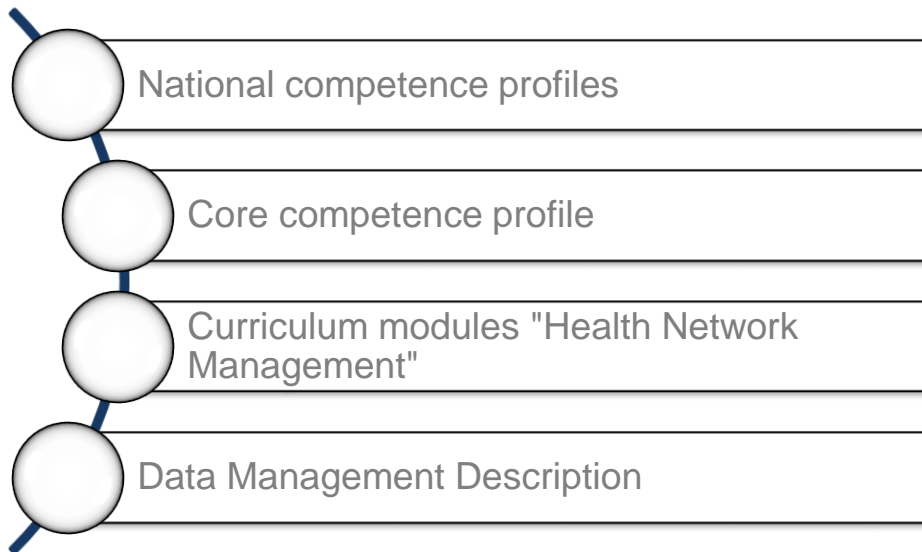 National competence profiles
Core competence profile
Curriculum modules "Health Network
Management"
Data Management Description